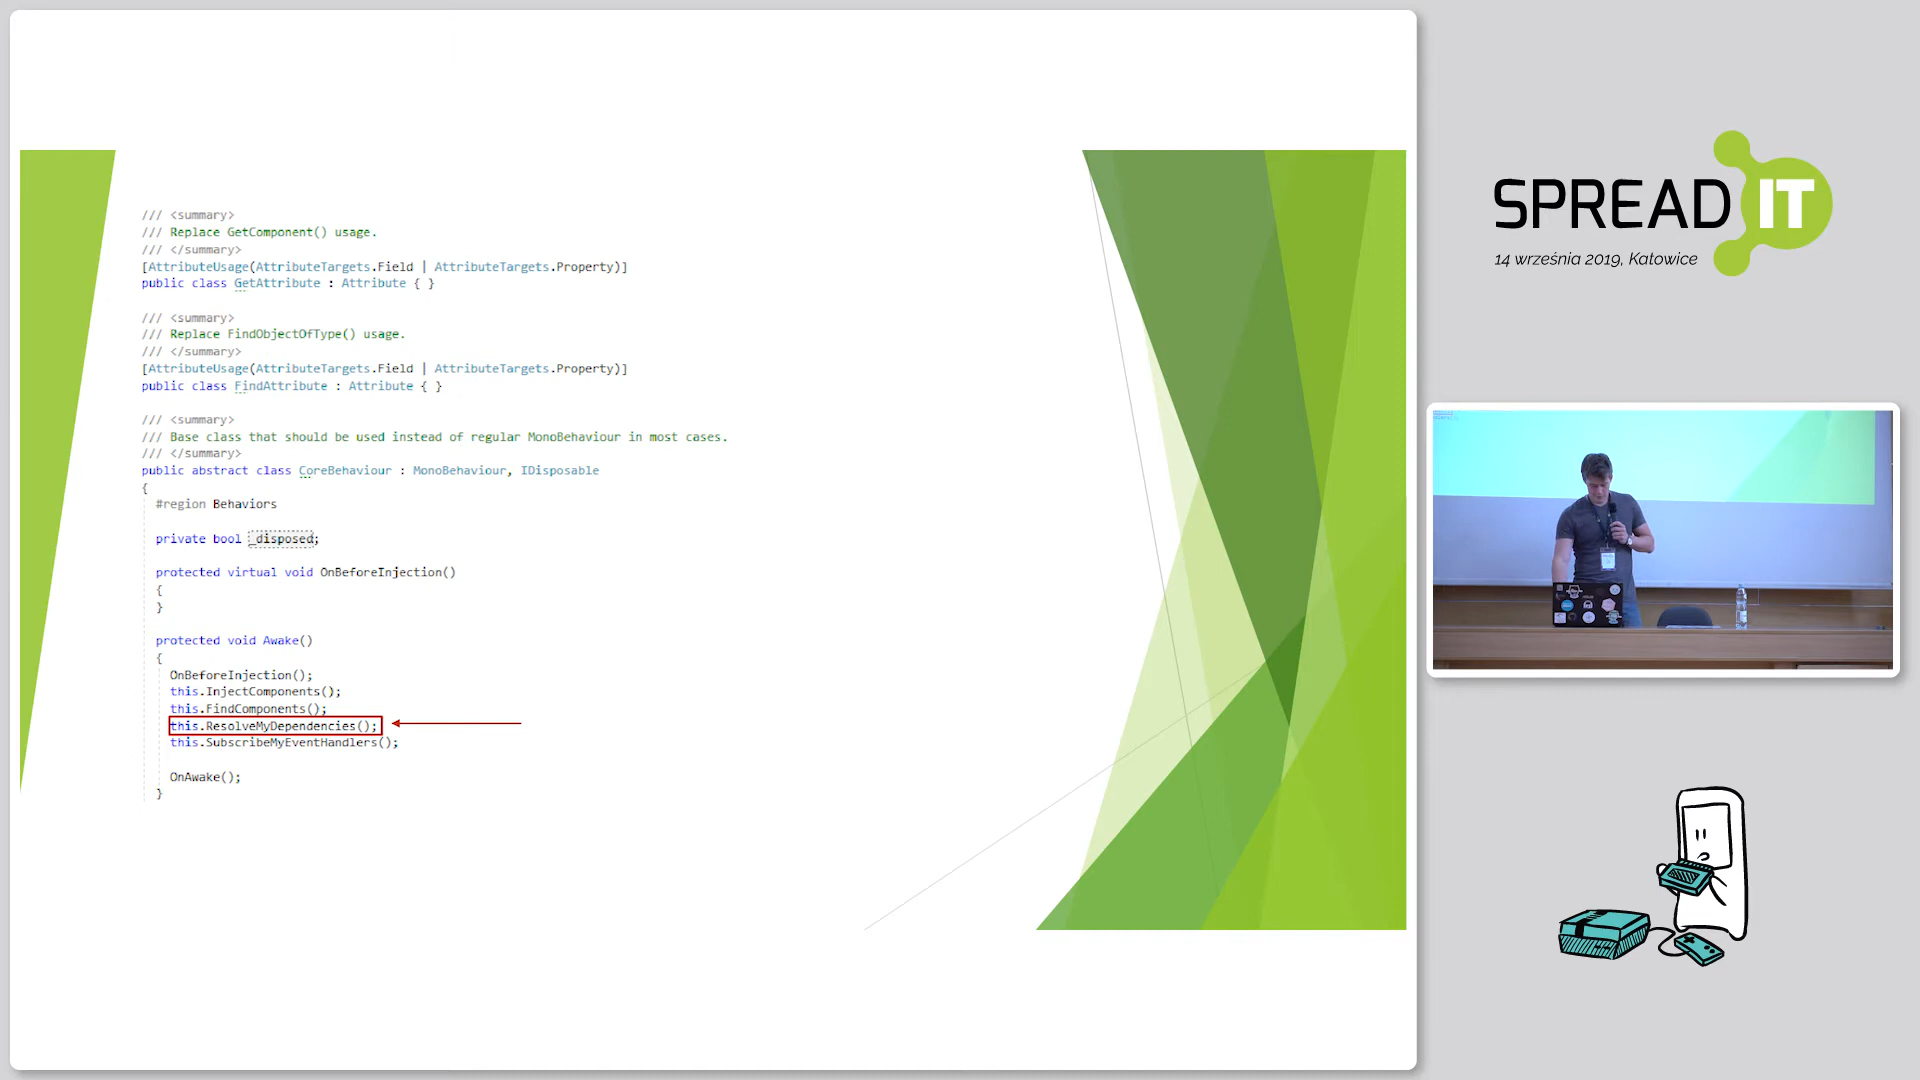 /// <summary>
/// Replace GetComponent() usage.
/// </summary>
[AttributeUsage(AttributeTargets.Field | AttributeTargets.Property)]
public class GetAttribute : Attribute { }
/// <summary>
/// Replace FindObjectOfType() usage.
/// </summary>
[AttributeUsage(AttributeTargets.Field | AttributeTargets.Property)]
public class FindAttribute : Attribute { }
/// <summary>
/// Base class that should be used instead of regular MonoBehaviour in most cases.
/// </summary>
public abstract class CoreBehaviour : MonoBehaviour, IDisposable
{
#region Behaviors
private bool _disposed;
protected virtual void OnBeforeInjection()
{
}
protected void Awake()
{
OnBeforeInjection();
this.InjectComponents();
this.FindComponents();
this.ResolveMyDependencies();
this.SubscribeMyEventHandlers();
OnAwake();
}
SPREAD IT
14 września 2019, Katowice